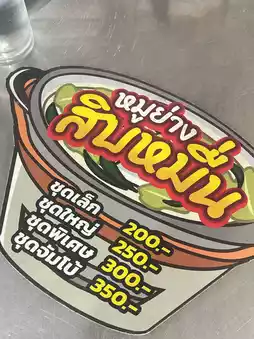 หมูย่าง
สิบหมื่น
ชุดเล็ก 200.-
ชุดใหญ่ 250.-
ชุดพิเศษ 300.-
ชุดจัมโบ้ 350.-